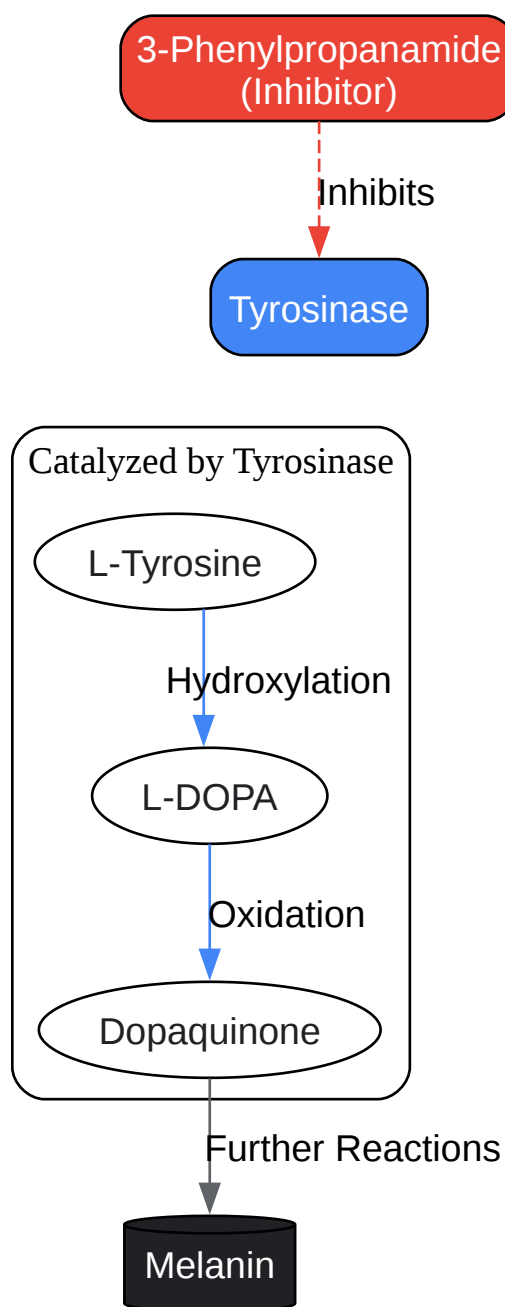 3-Phenylpropanamide
(Inhibitor)
Inhibits
Tyrosinase
Catalyzed by Tyrosinase
L-Tyrosine
Hydroxylation
L-DOPA
Oxidation
Dopaquinone
Further Reactions
Melanin